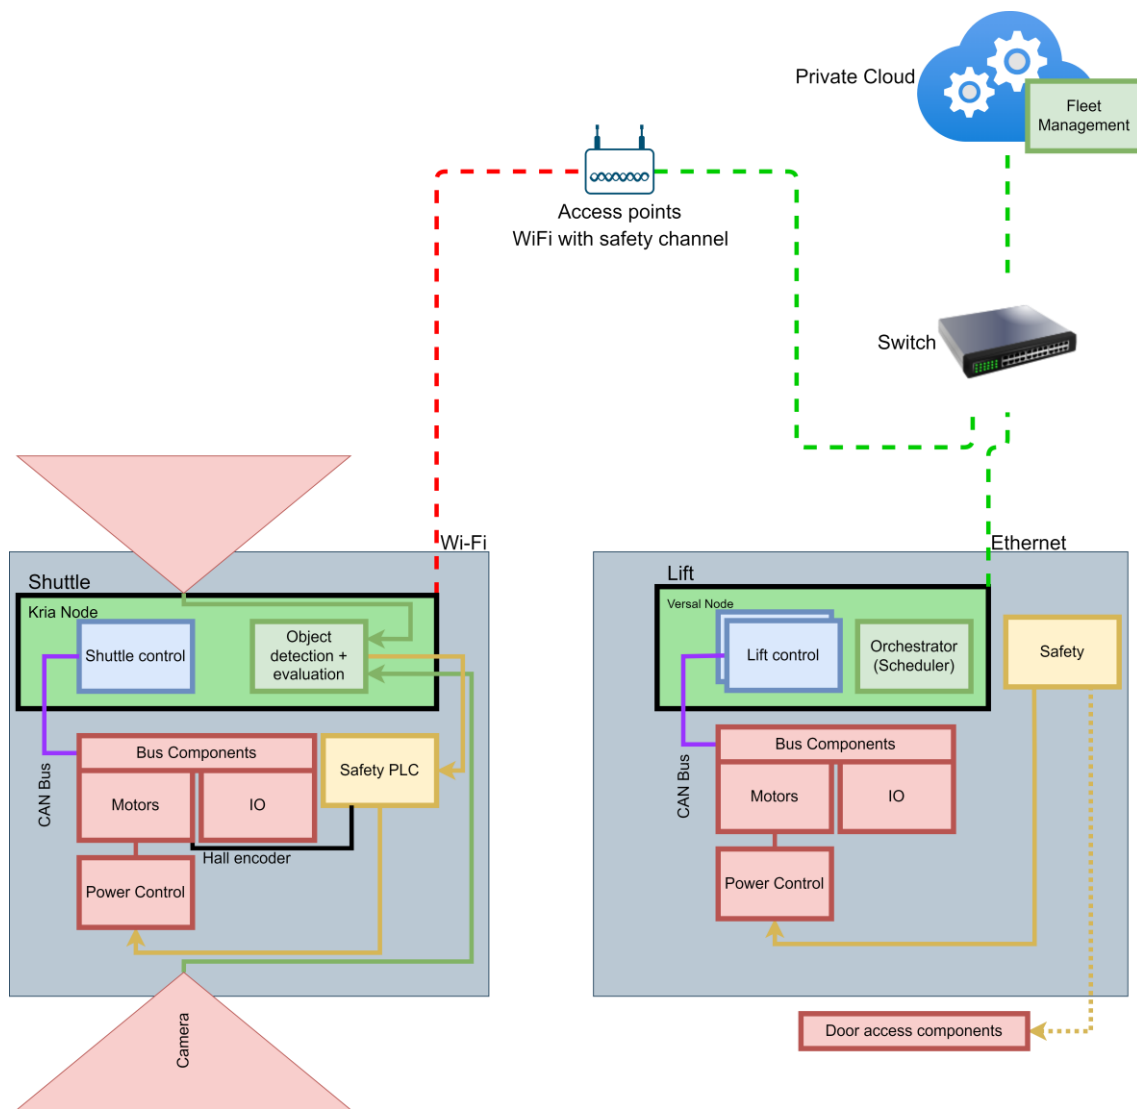 Private Cloud
Fleet
Management
Access points
WiFi with safety channel
Switch
Wi-Fi
Ethernet
Shuttle
Kria Node
Shuttle control
Object
detection +
evaluation
CAN Bus
Bus Components
Motors
IO
Safety PLC
Hall encoder
Power Control
Camera
Lift
Versal Node
Lift control
Orchestrator
(Scheduler)
Safety
CAN Bus
Bus Components
Motors
IO
Power Control
Door access components